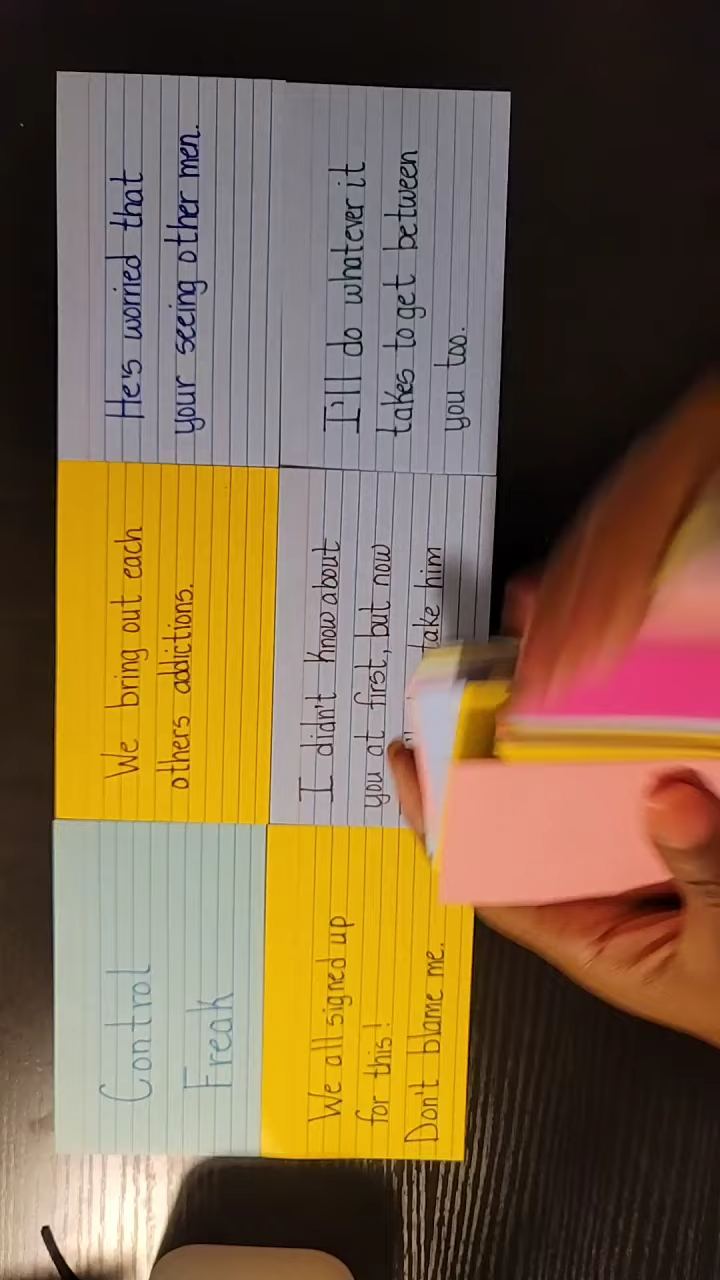 Control
Freak
We bring out each
others addictions.
He's worried that
your seeing other men.
We all signed up
for this!
Don't blame me.
I didn't know about
you at first, but now
take him
I'll do whatever it
takes to get between
you too.